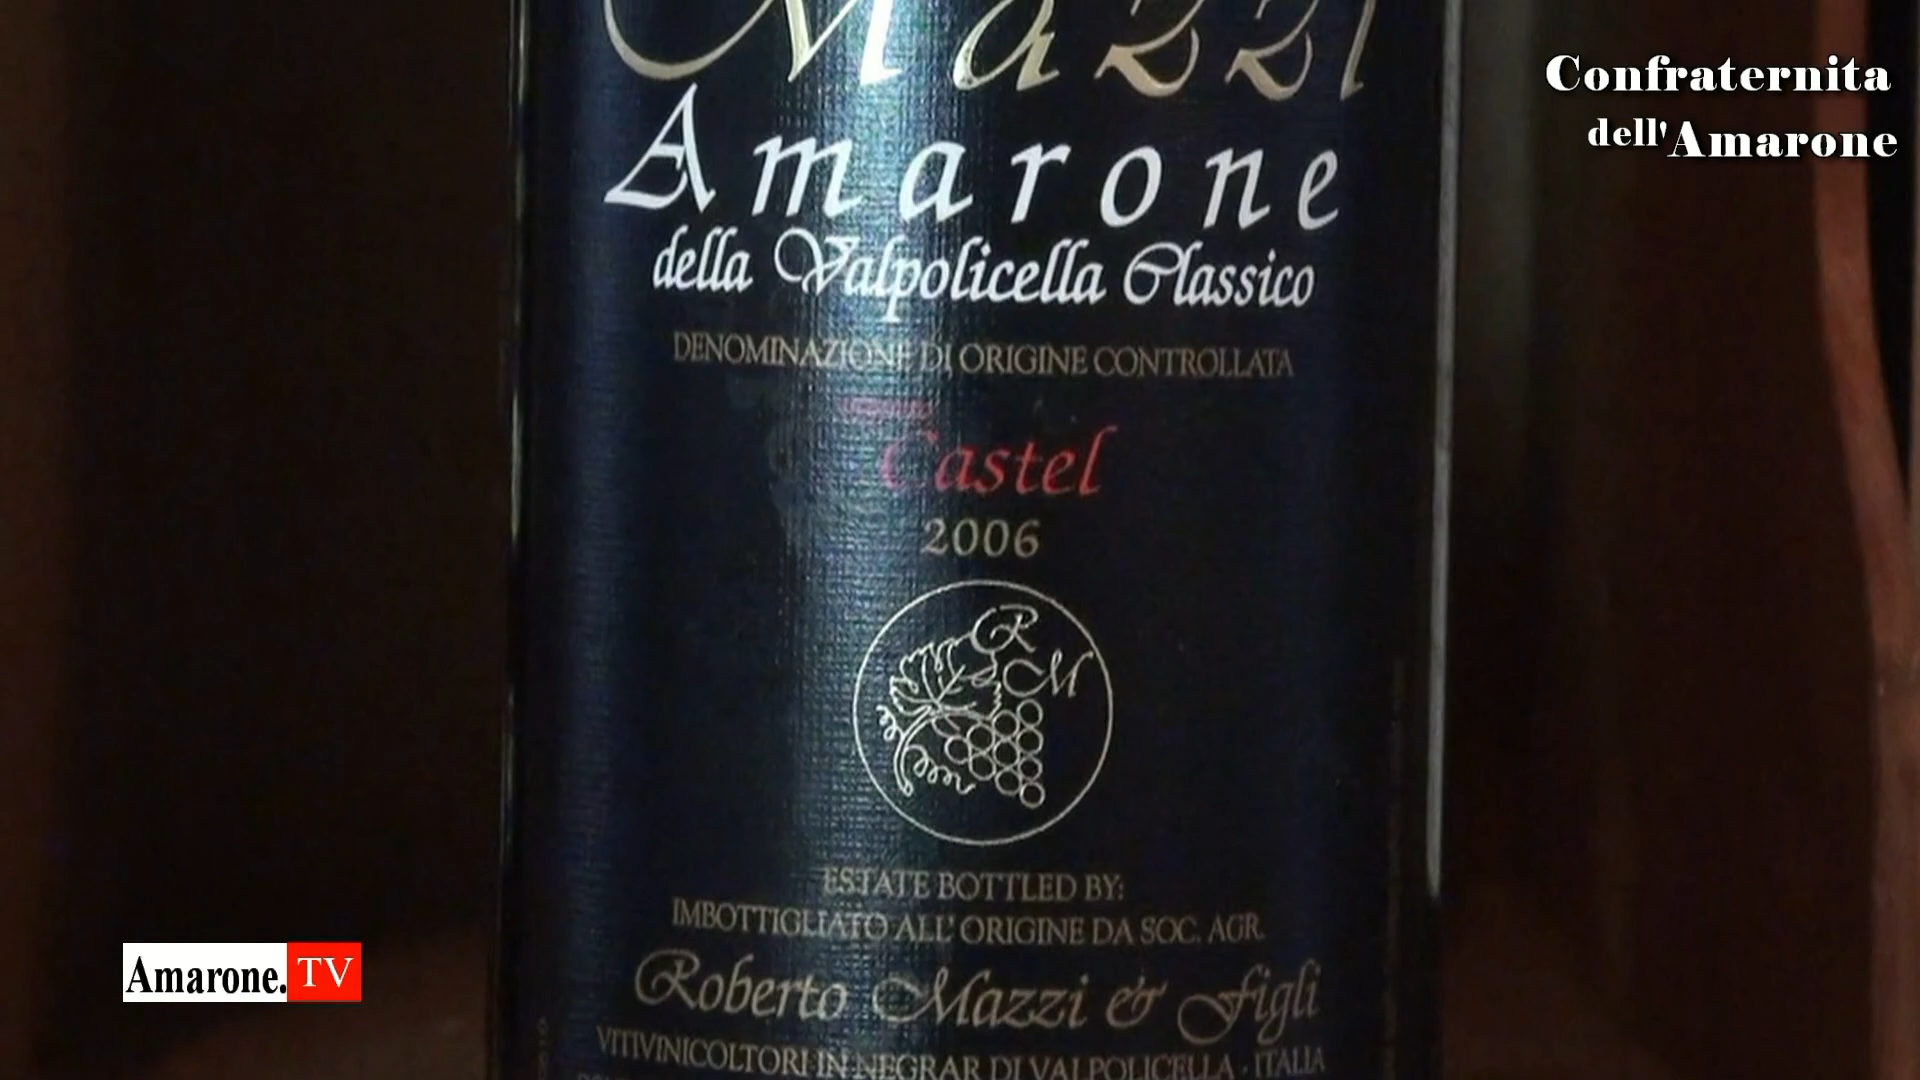 Mazzi
Confraternita
dell'Amarone
Amarone
della Valpolicella Classico
DENOMINAZIONE DI ORIGINE CONTROLLATA
Castel
2006
R
M
ESTATE BOTTLED BY:
IMBOTTIGLIATO ALL'ORIGINE DA SOC. AGR.
Roberto Mazzi & Figli
Amarone.TV
VITIVINICOLTORI IN NEGRAR DI VALPOLICELLA · ITALIA